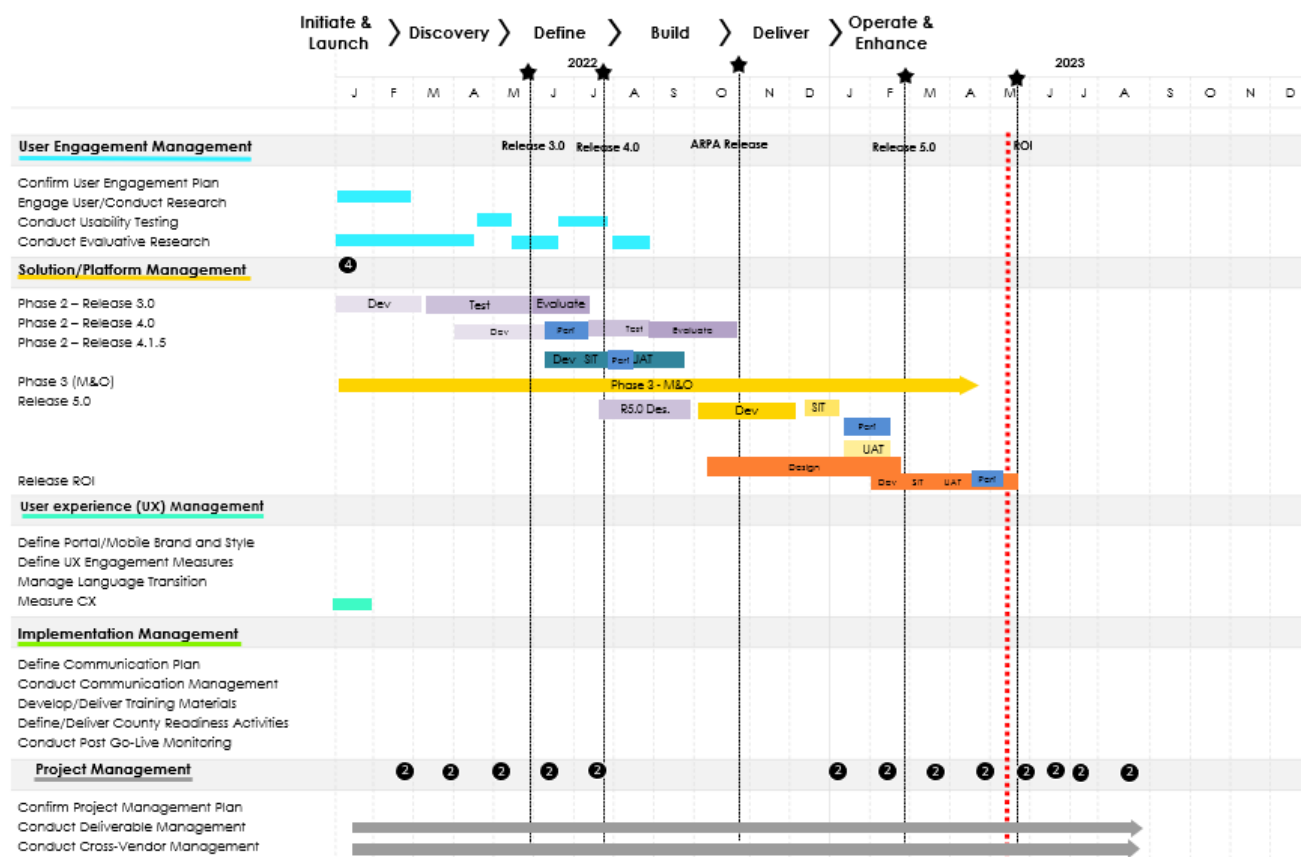 Initiate & Launch
Discovery
Define
Build
Deliver
Operate & Enhance
2022
2023
J F M A M J J A S O N D J F M A M J J A S O N D
User Engagement Management
Release 3.0
Release 4.0
ARPA Release
Release 5.0
ROI
Confirm User Engagement Plan
Engage User/Conduct Research
Conduct Usability Testing
Conduct Evaluative Research
Solution/Platform Management
4
Phase 2 – Release 3.0
Dev Test Evaluate
Phase 2 – Release 4.0
Dev Perf Test Evaluate
Phase 2 – Release 4.1.5
Dev SIT Perf UAT
Phase 3 (M&O)
Phase 3 - M&O
Release 5.0
R5.0 Des. Dev SIT
Perf
UAT
Design
Release ROI
Dev SIT UAT Perf
User experience (UX) Management
Define Portal/Mobile Brand and Style
Define UX Engagement Measures
Manage Language Transition
Measure CX
Implementation Management
Define Communication Plan
Conduct Communication Management
Develop/Deliver Training Materials
Define/Deliver County Readiness Activities
Conduct Post Go-Live Monitoring
Project Management
2 2 2 2 2 2 2 2 2 2 2 2 2
Confirm Project Management Plan
Conduct Deliverable Management
Conduct Cross-Vendor Management